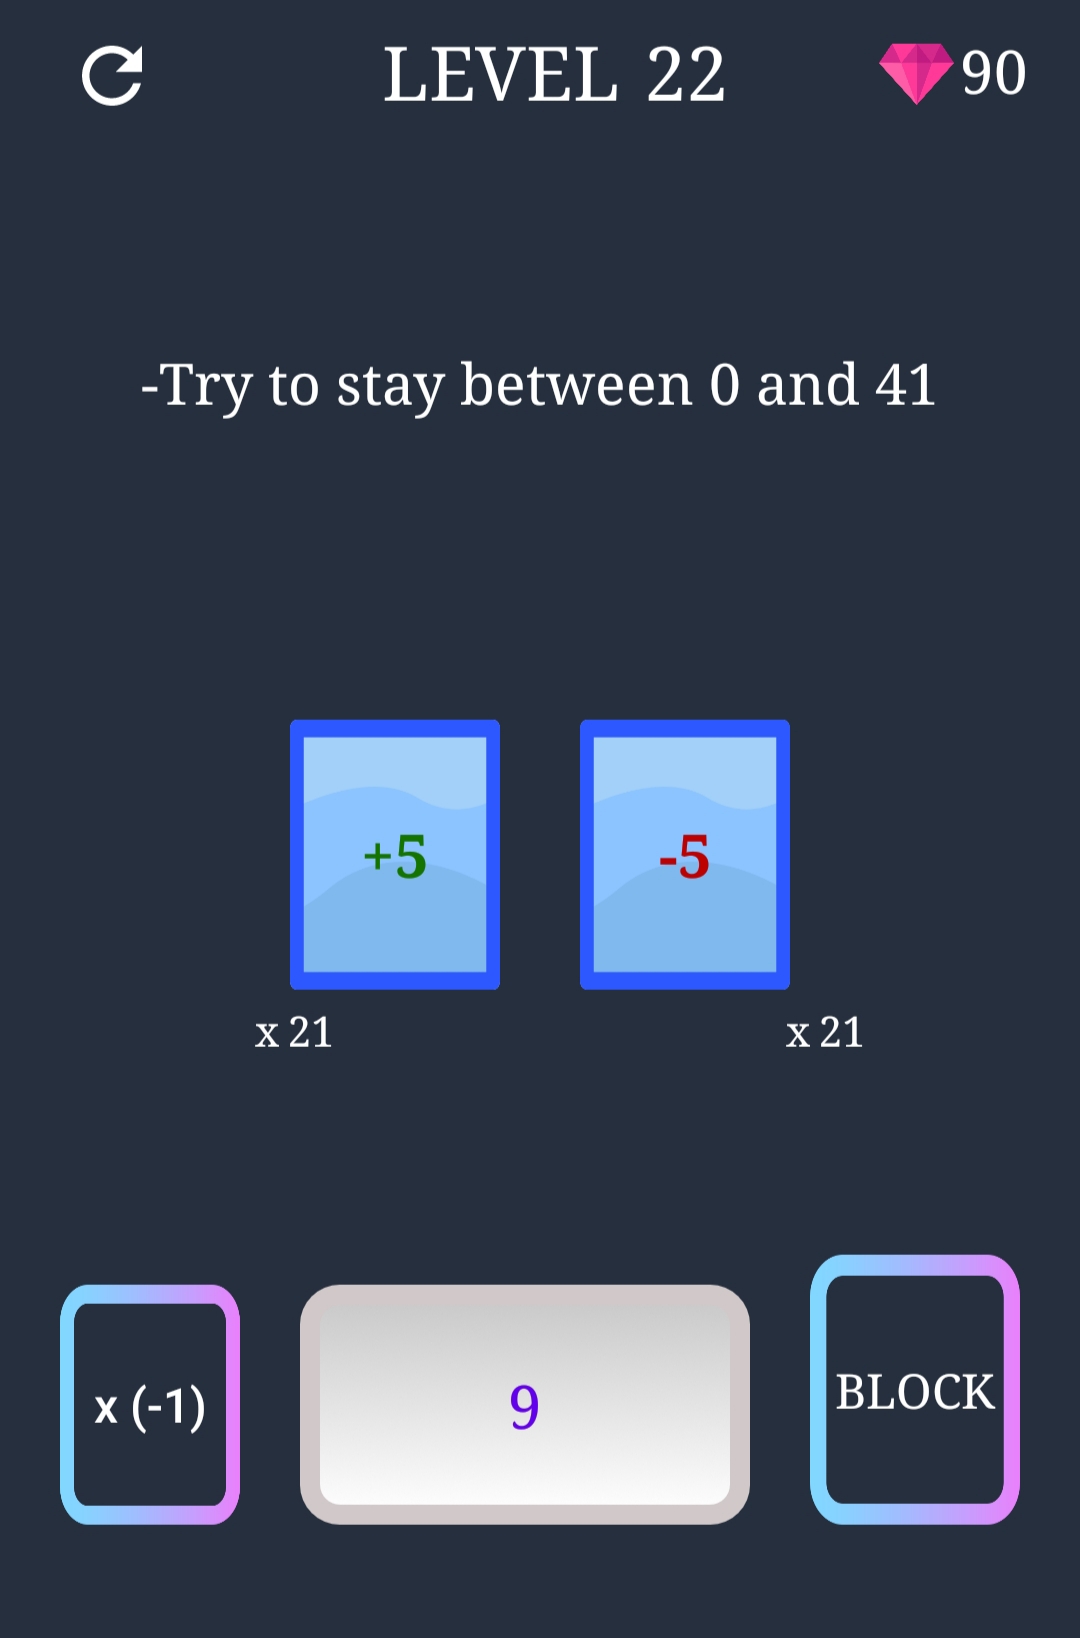 LEVEL 22
90
-Try to stay between 0 and 41
+5
-5
x 21
x 21
x (-1)
9
BLOCK